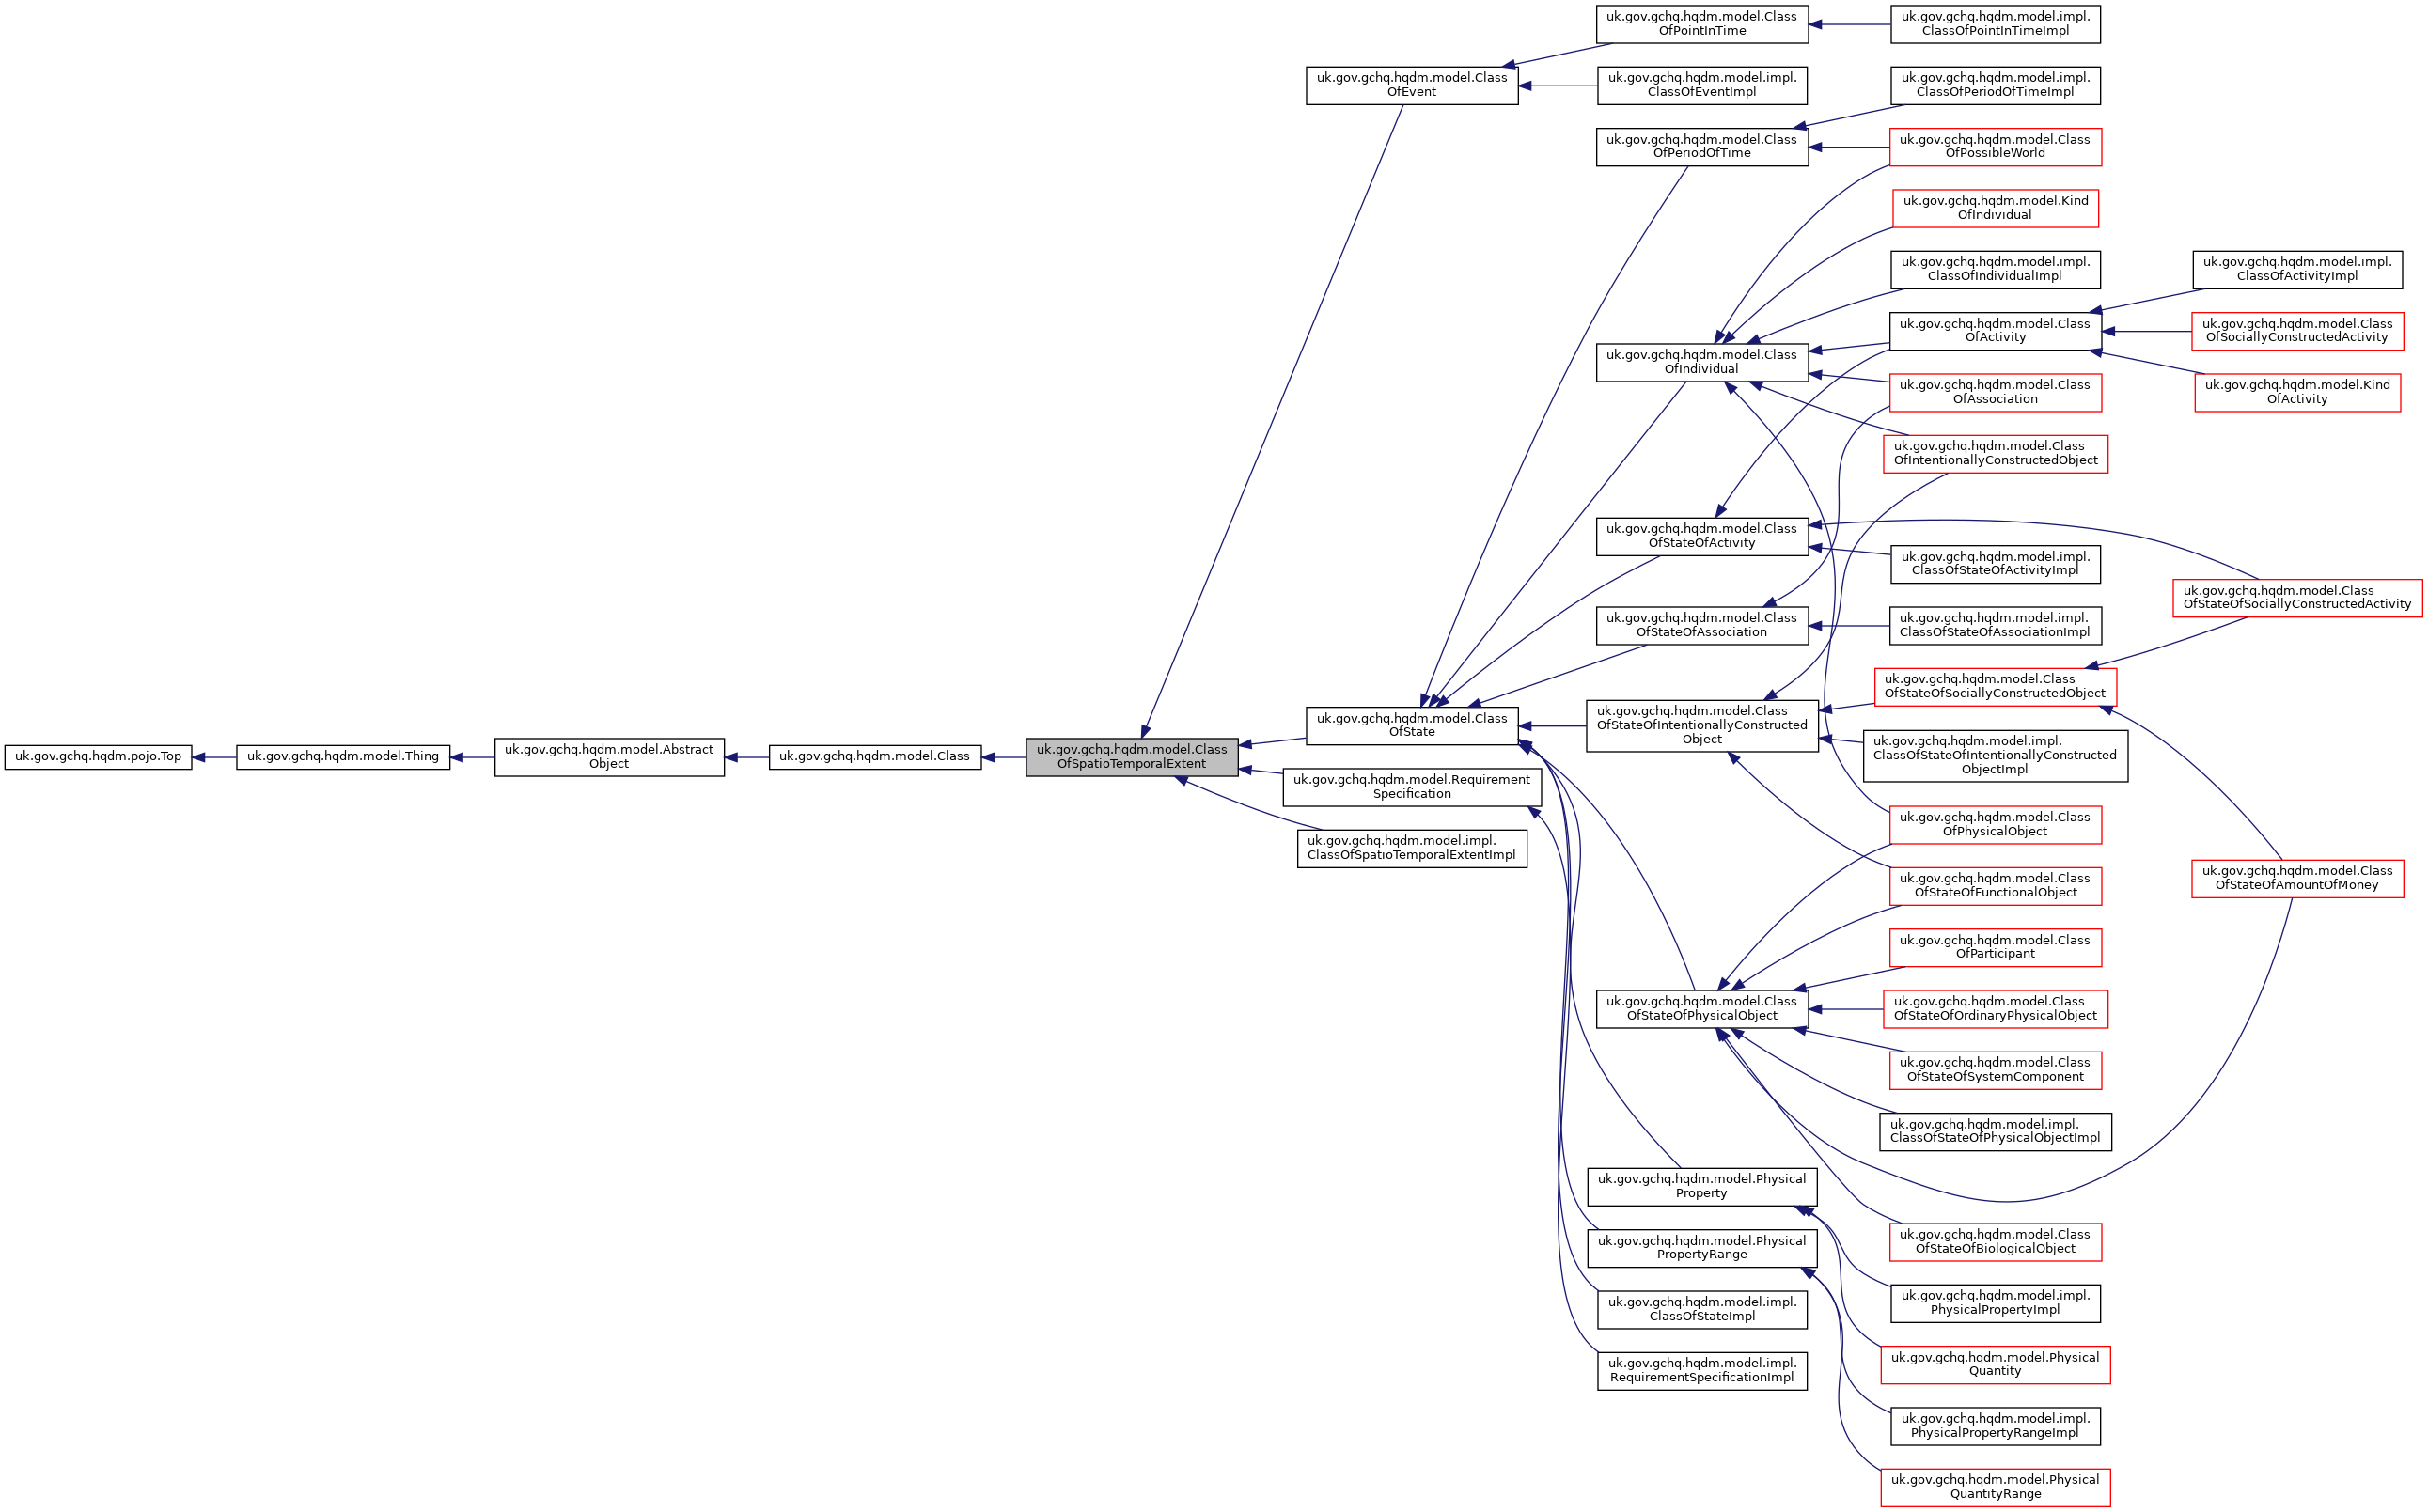 uk.gov.gchq.hqdm.pojo.Top
uk.gov.gchq.hqdm.model.Thing
uk.gov.gchq.hqdm.model.Abstract
Object
uk.gov.gchq.hqdm.model.Class
uk.gov.gchq.hqdm.model.Class
OfSpatioTemporalExtent
uk.gov.gchq.hqdm.model.Class
OfEvent
uk.gov.gchq.hqdm.model.Class
OfState
uk.gov.gchq.hqdm.model.Requirement
Specification
uk.gov.gchq.hqdm.model.impl.
ClassOfSpatioTemporalExtentImpl
uk.gov.gchq.hqdm.model.Class
OfPointInTime
uk.gov.gchq.hqdm.model.impl.
ClassOfEventImpl
uk.gov.gchq.hqdm.model.Class
OfPeriodOfTime
uk.gov.gchq.hqdm.model.Class
OfIndividual
uk.gov.gchq.hqdm.model.Class
OfStateOfActivity
uk.gov.gchq.hqdm.model.Class
OfStateOfAssociation
uk.gov.gchq.hqdm.model.Class
OfStateOfIntentionallyConstructed
Object
uk.gov.gchq.hqdm.model.Class
OfStateOfPhysicalObject
uk.gov.gchq.hqdm.model.Physical
Property
uk.gov.gchq.hqdm.model.Physical
PropertyRange
uk.gov.gchq.hqdm.model.impl.
ClassOfStateImpl
uk.gov.gchq.hqdm.model.impl.
RequirementSpecificationImpl
uk.gov.gchq.hqdm.model.impl.
ClassOfPointInTimeImpl
uk.gov.gchq.hqdm.model.impl.
ClassOfPeriodOfTimeImpl
uk.gov.gchq.hqdm.model.Class
OfPossibleWorld
uk.gov.gchq.hqdm.model.Kind
OfIndividual
uk.gov.gchq.hqdm.model.impl.
ClassOfIndividualImpl
uk.gov.gchq.hqdm.model.Class
OfActivity
uk.gov.gchq.hqdm.model.Class
OfAssociation
uk.gov.gchq.hqdm.model.Class
OfIntentionallyConstructedObject
uk.gov.gchq.hqdm.model.impl.
ClassOfStateOfActivityImpl
uk.gov.gchq.hqdm.model.impl.
ClassOfStateOfAssociationImpl
uk.gov.gchq.hqdm.model.Class
OfStateOfSociallyConstructedObject
uk.gov.gchq.hqdm.model.impl.
ClassOfStateOfIntentionallyConstructed
ObjectImpl
uk.gov.gchq.hqdm.model.Class
OfPhysicalObject
uk.gov.gchq.hqdm.model.Class
OfStateOfFunctionalObject
uk.gov.gchq.hqdm.model.Class
OfParticipant
uk.gov.gchq.hqdm.model.Class
OfStateOfOrdinaryPhysicalObject
uk.gov.gchq.hqdm.model.Class
OfStateOfSystemComponent
uk.gov.gchq.hqdm.model.impl.
ClassOfStateOfPhysicalObjectImpl
uk.gov.gchq.hqdm.model.Class
OfStateOfBiologicalObject
uk.gov.gchq.hqdm.model.impl.
PhysicalPropertyImpl
uk.gov.gchq.hqdm.model.Physical
Quantity
uk.gov.gchq.hqdm.model.impl.
PhysicalPropertyRangeImpl
uk.gov.gchq.hqdm.model.Physical
QuantityRange
uk.gov.gchq.hqdm.model.impl.
ClassOfActivityImpl
uk.gov.gchq.hqdm.model.Class
OfSociallyConstructedActivity
uk.gov.gchq.hqdm.model.Kind
OfActivity
uk.gov.gchq.hqdm.model.Class
OfStateOfSociallyConstructedActivity
uk.gov.gchq.hqdm.model.Class
OfStateOfAmountOfMoney